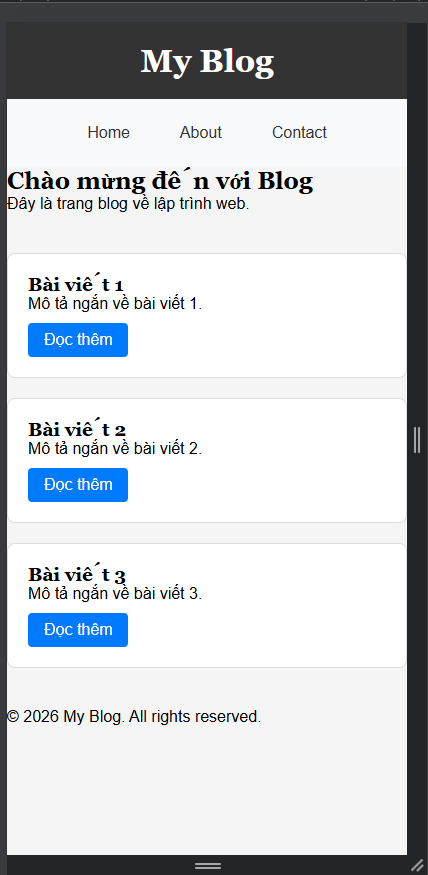 My Blog
Home About Contact
Chào mừng đến với Blog
Đây là trang blog về lập trình web.
Bài viết 1
Mô tả ngắn về bài viết 1.
Đọc thêm
Bài viết 2
Mô tả ngắn về bài viết 2.
Đọc thêm
Bài viết 3
Mô tả ngắn về bài viết 3.
Đọc thêm
© 2026 My Blog. All rights reserved.